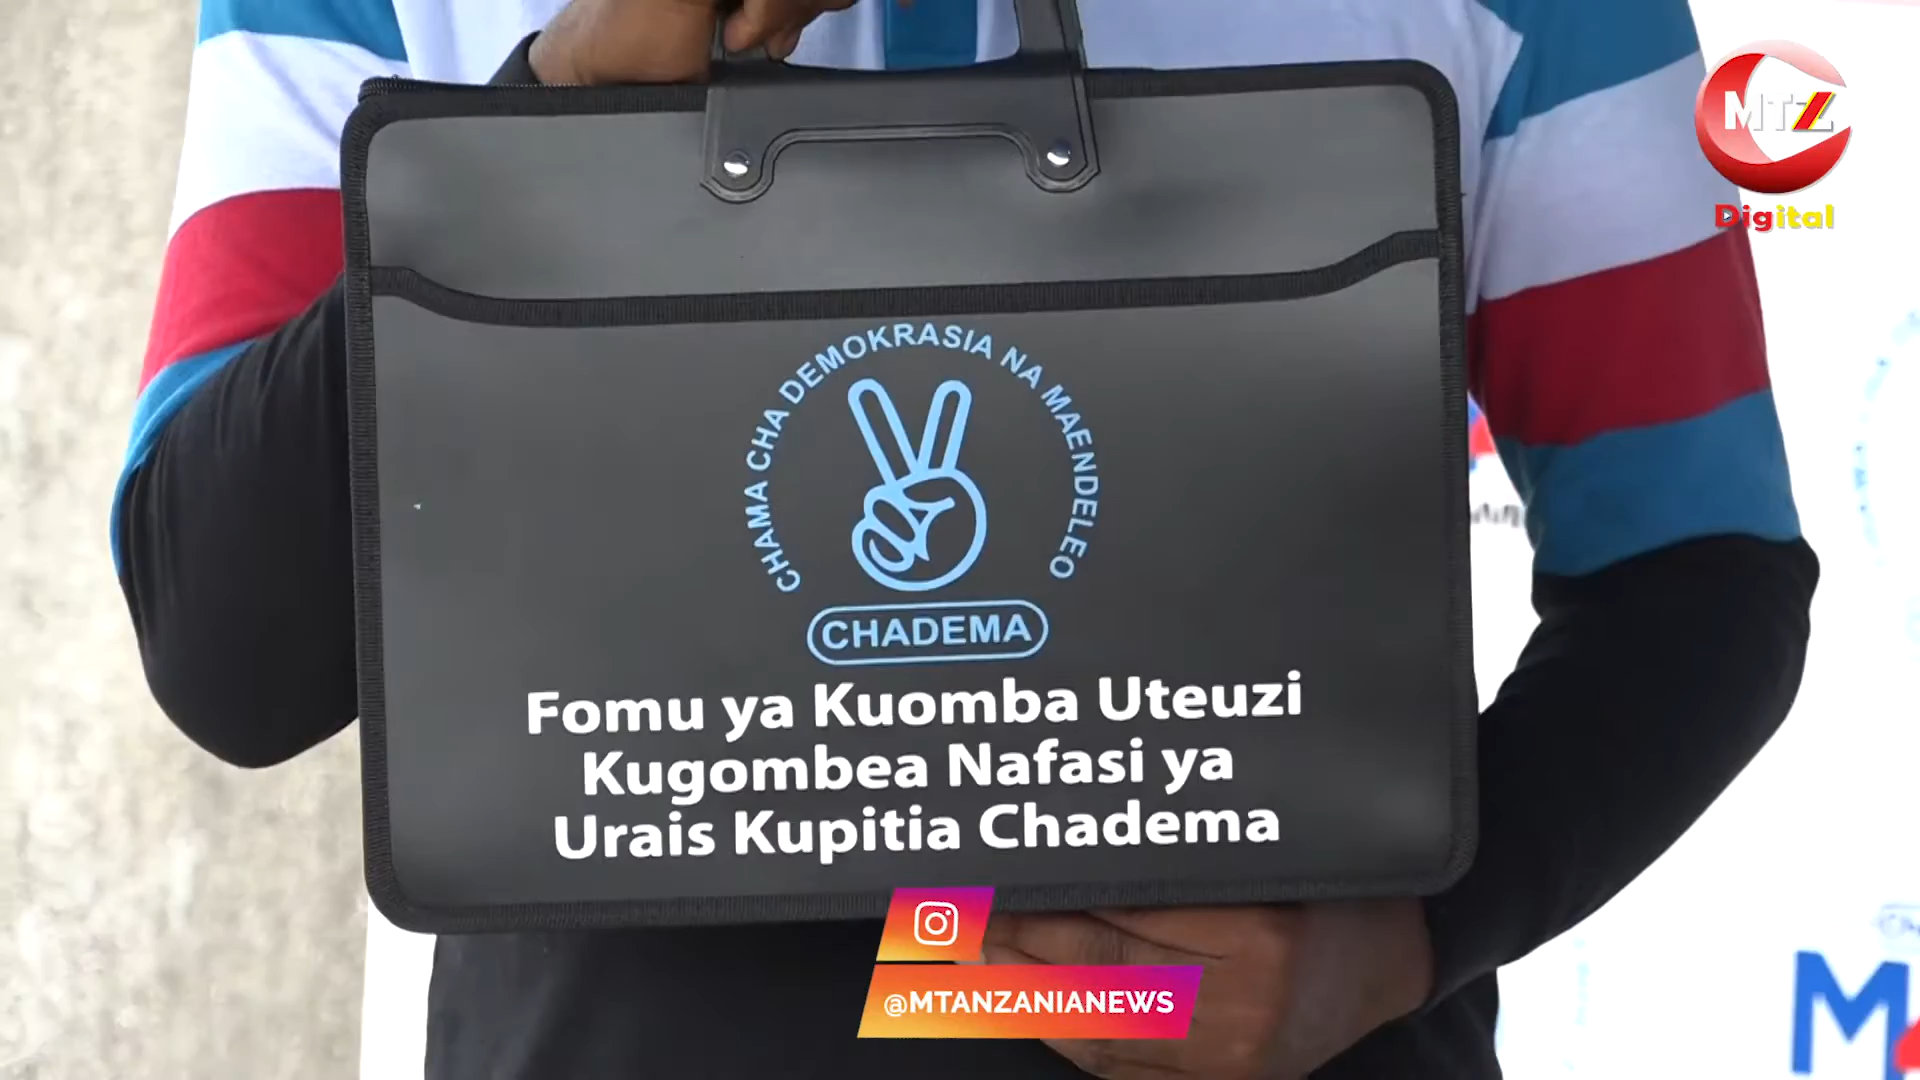 MTZ
Digital
CHAMA CHA DEMOKRASIA NA MAENDELEO
CHADEMA
Fomu ya Kuomba Uteuzi
Kugombea Nafasi ya
Urais Kupitia Chadema
@MTANZANIANEWS